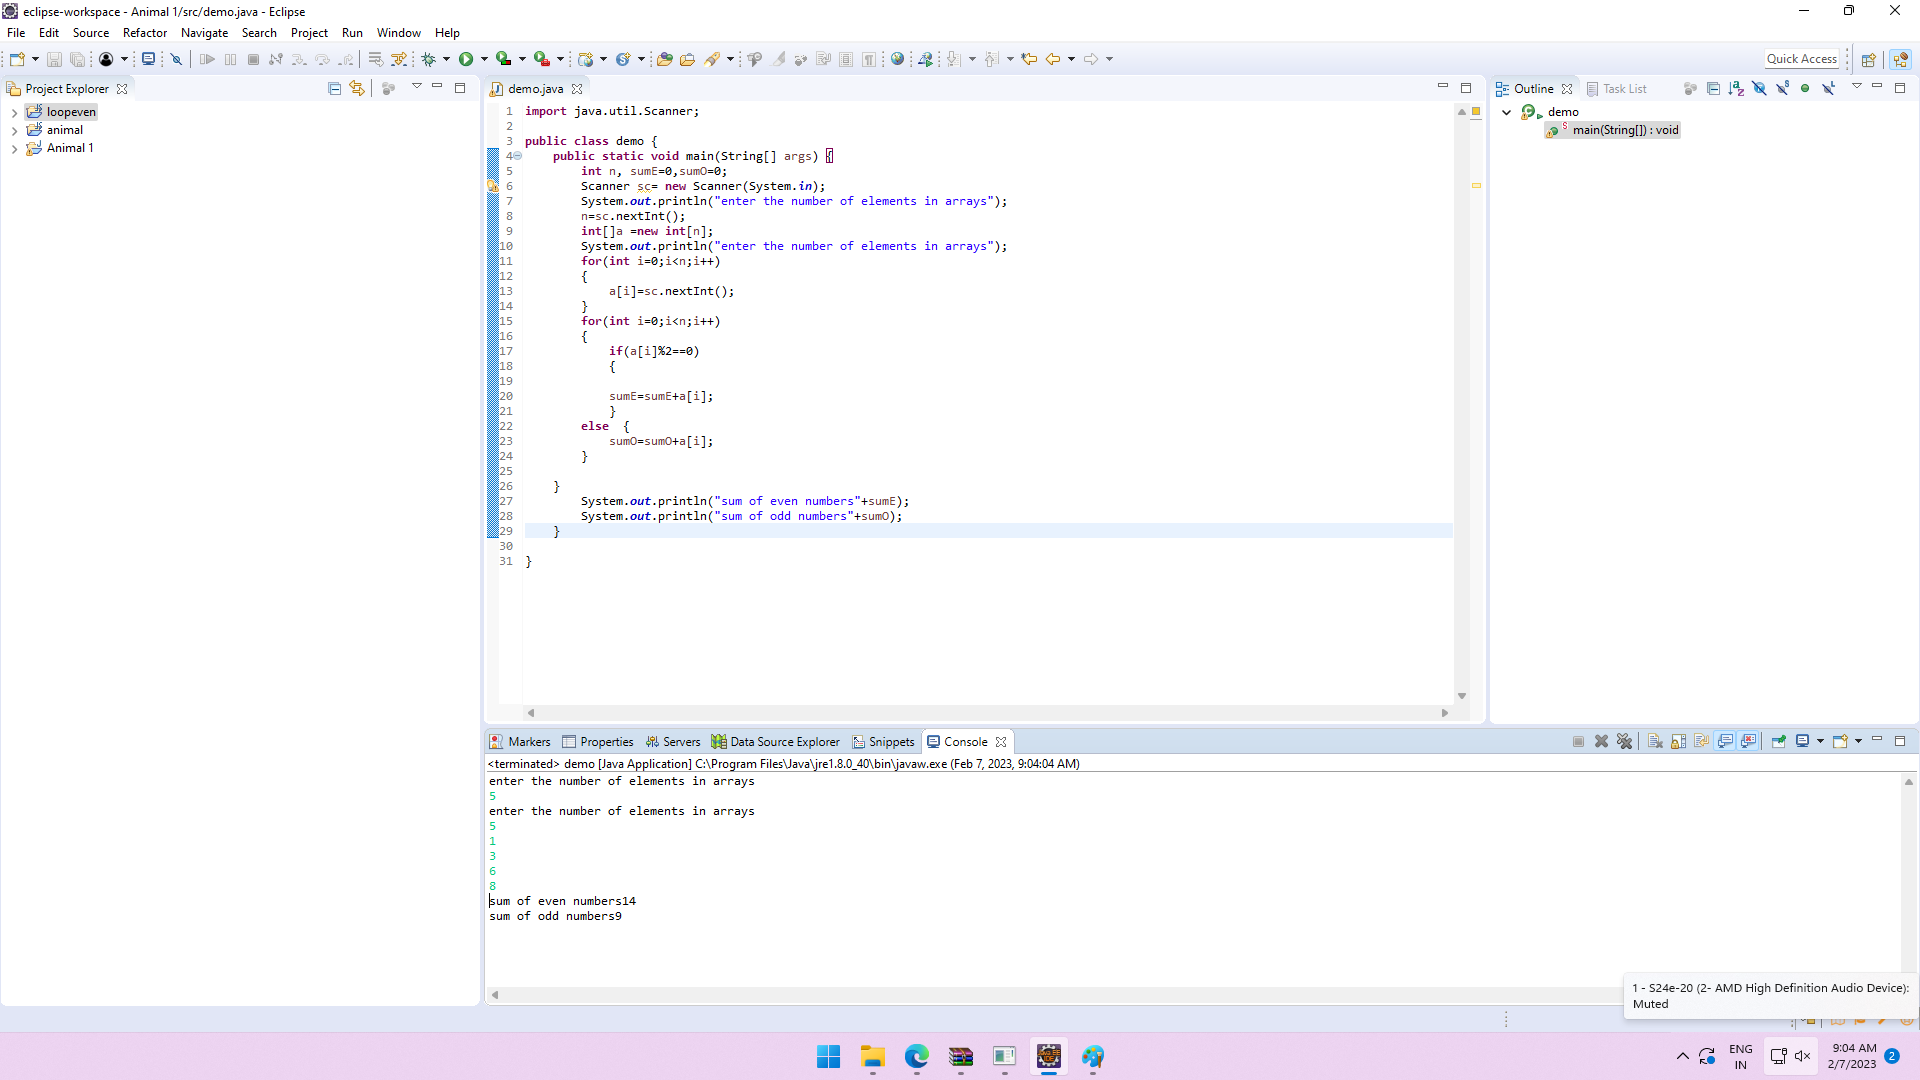 eclipse-workspace - Animal 1/src/demo.java - Eclipse
File Edit Source Refactor Navigate Search Project Run Window Help
Quick Access
Project Explorer
loopeven
animal
Animal 1
demo.java
1 import java.util.Scanner;
2
3 public class demo {
4 public static void main(String[] args) {
5 int n, sumE=0,sumO=0;
6 Scanner sc= new Scanner(System.in);
7 System.out.println("enter the number of elements in arrays");
8 n=sc.nextInt();
9 int[]a =new int[n];
10 System.out.println("enter the number of elements in arrays");
11 for(int i=0;i<n;i++)
12 {
13 a[i]=sc.nextInt();
14 }
15 for(int i=0;i<n;i++)
16 {
17 if(a[i]%2==0)
18 {
19
20 sumE=sumE+a[i];
21 }
22 else {
23 sumO=sumO+a[i];
24 }
25
26 }
27 System.out.println("sum of even numbers"+sumE);
28 System.out.println("sum of odd numbers"+sumO);
29 }
30
31 }
Outline Task List
demo
main(String[]) : void
Markers Properties Servers Data Source Explorer Snippets Console
<terminated> demo [Java Application] C:\Program Files\Java\jre1.8.0_40\bin\javaw.exe (Feb 7, 2023, 9:04:04 AM)
enter the number of elements in arrays
5
enter the number of elements in arrays
5
1
3
6
8
sum of even numbers14
sum of odd numbers9
1 - S24e-20 (2- AMD High Definition Audio Device):
Muted
ENG
IN
9:04 AM
2/7/2023
2